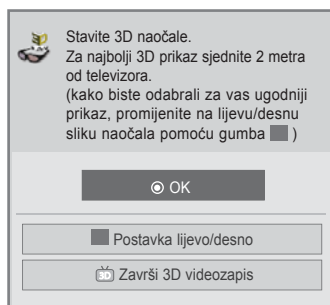 Stavite 3D naočale.
Za najbolji 3D prikaz sjednite 2 metra
od televizora.
(kako biste odabrali za vas ugodniji
prikaz, promijenite na lijevu/desnu
sliku naočala pomoću gumba )
OK
Postavka lijevo/desno
3D Završi 3D videozapis